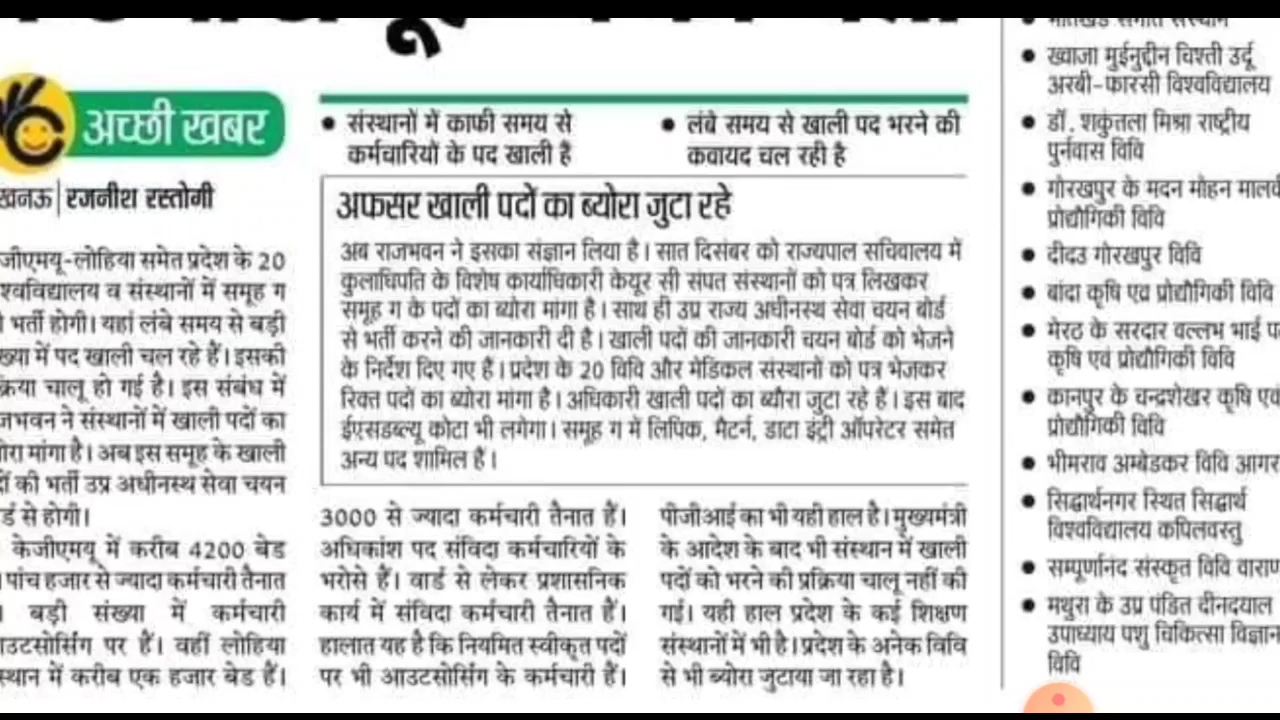 अच्छी खबर
रजनीश रस्तोगी
समेत प्रदेश के 20
व संस्थानों में समूह ग
भर्ती होगी। यहां लंबे समय से बड़ी
में पद खाली चल रहे हैं। इसकी
चालू हो गई है। इस संबंध में
ने संस्थानों में खाली पदों का
मांगा है। अब इस समूह के खाली
की भर्ती उप्र अधीनस्थ सेवा चयन
से होगी।
केजीएमयू में करीब 4200 बेड
पांच हजार से ज्यादा कर्मचारी तैनात
बड़ी संख्या में कर्मचारी
पर हैं। वहीं लोहिया
में करीब एक हजार बेड हैं।
● संस्थानों में काफी समय से
कर्मचारियों के पद खाली हैं
● लंबे समय से खाली पद भरने की
कवायद चल रही है
अफसर खाली पदों का ब्योरा जुटा रहे
अब राजभवन ने इसका संज्ञान लिया है। सात दिसंबर को राज्यपाल सचिवालय में
कुलाधिपति के विशेष कार्याधिकारी केयूर सी संपत संस्थानों को पत्र लिखकर
समूह ग के पदों का ब्योरा मांगा है। साथ ही उप्र राज्य अधीनस्थ सेवा चयन बोर्ड
से भर्ती करने की जानकारी दी है। खाली पदों की जानकारी चयन बोर्ड को भेजने
के निर्देश दिए गए हैं। प्रदेश के 20 विवि और मेडिकल संस्थानों को पत्र भेजकर
रिक्त पदों का ब्योरा मांगा है। अधिकारी खाली पदों का ब्यौरा जुटा रहे हैं। इस बाद
ईएसडब्ल्यू कोटा भी लगेगा। समूह ग में लिपिक, मैटर्न, डाटा इंट्री ऑपरेटर समेत
अन्य पद शामिल हैं।
3000 से ज्यादा कर्मचारी तैनात हैं।
अधिकांश पद संविदा कर्मचारियों के
भरोसे हैं। वार्ड से लेकर प्रशासनिक
कार्य में संविदा कर्मचारी तैनात हैं।
हालात यह है कि नियमित स्वीकृत पदों
पर भी आउटसोर्सिंग के कर्मचारी हैं।
पीजीआई का भी यही हाल है। मुख्यमंत्री
के आदेश के बाद भी संस्थान में खाली
पदों को भरने की प्रक्रिया चालू नहीं की
गई। यही हाल प्रदेश के कई शिक्षण
संस्थानों में भी है। प्रदेश के अनेक विवि
से भी ब्योरा जुटाया जा रहा है।
● ख्वाजा मुईनुद्दीन चिश्ती उर्दू
अरबी-फारसी विश्वविद्यालय
● डॉ. शकुंतला मिश्रा राष्ट्रीय
पुर्नवास विवि
● गोरखपुर के मदन मोहन
प्रोद्यौगिकी विवि
● दीदउ गोरखपुर विवि
● बांदा कृषि एव प्रोद्यौगिकी विवि
● मेरठ के सरदार वल्लभ भाई
कृषि एवं प्रोद्यौगिकी विवि
● कानपुर के चन्द्रशेखर कृषि
प्रोद्यौगिकी विवि
● भीमराव अम्बेडकर विवि
● सिद्धार्थनगर स्थित सिद्धार्थ
विश्वविद्यालय कपिलवस्तु
● सम्पूर्णानंद संस्कृत विवि
● मथुरा के उप्र पंडित दीनदयाल
उपाध्याय पशु चिकित्सा
विवि